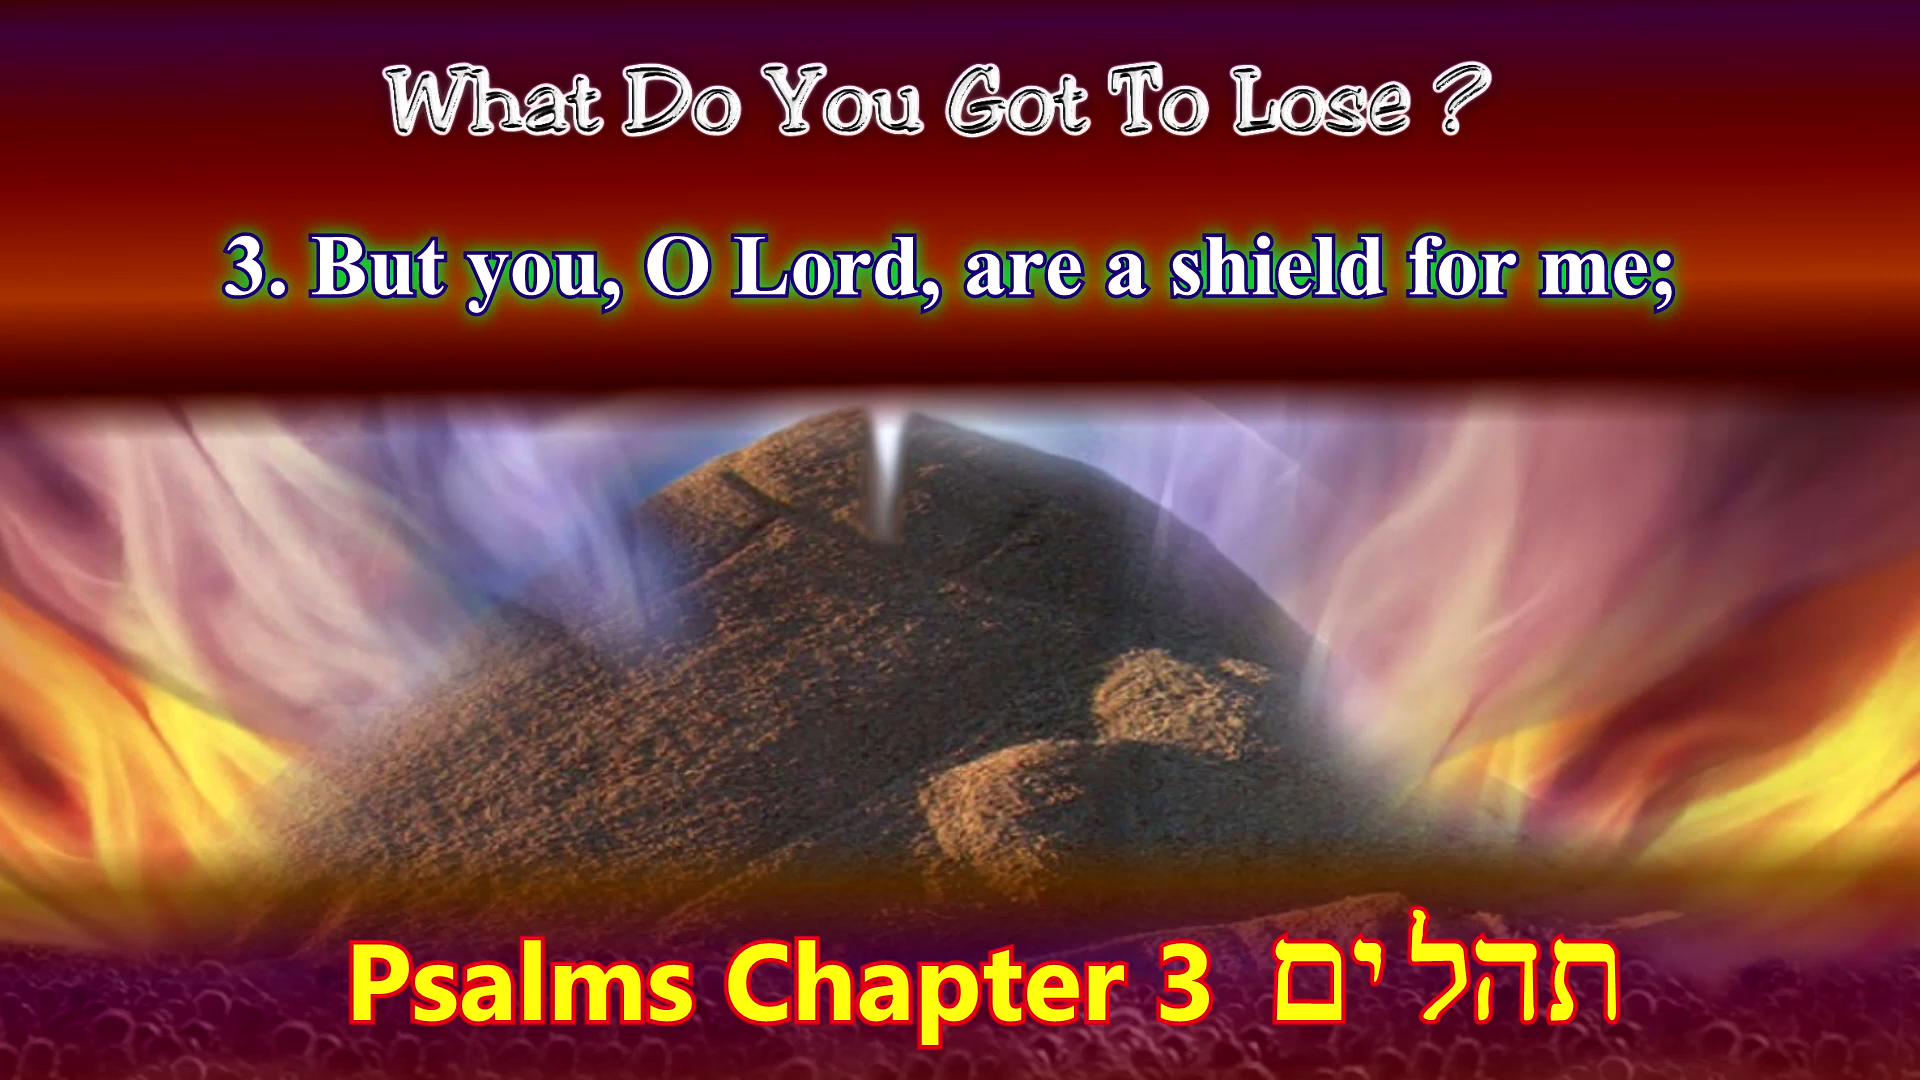 What Do You Got To Lose ?
3. But you, O Lord, are a shield for me;
Psalms Chapter 3 תהלים